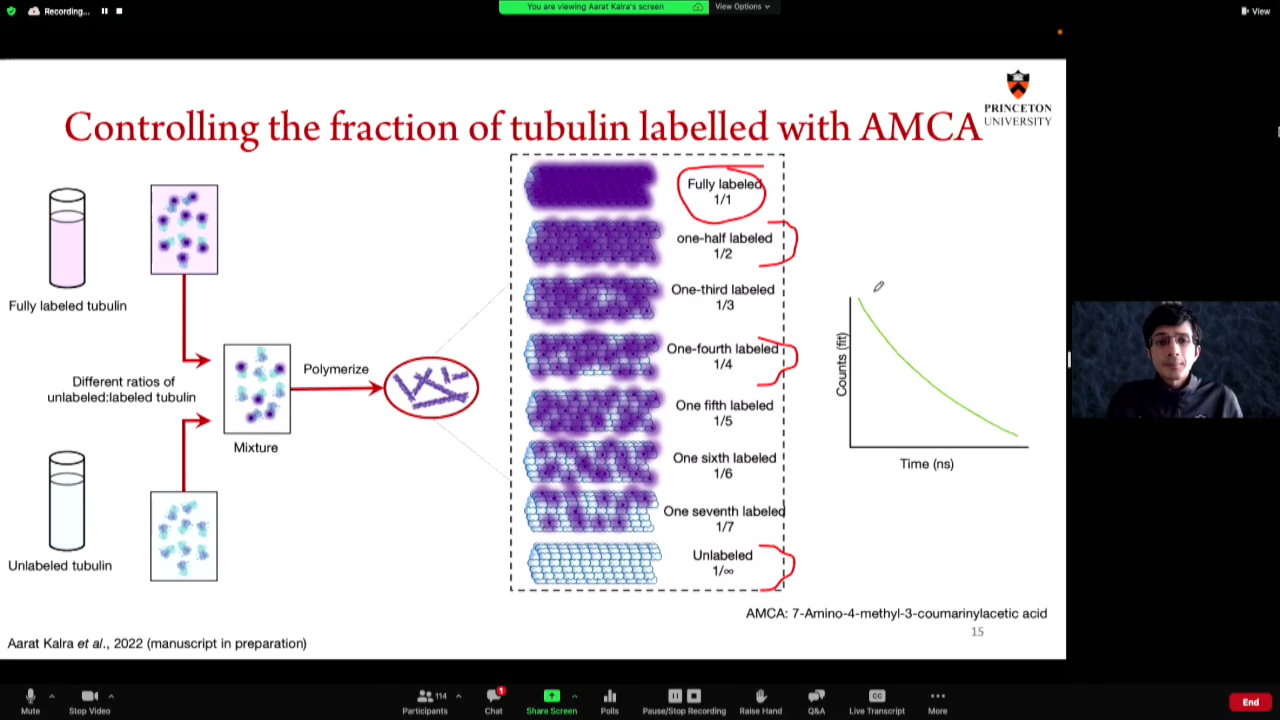 Recording...
You are viewing Aarat Kalra's screen
View Options
View
Controlling the fraction of tubulin labelled with AMCA
PRINCETON
UNIVERSITY
Fully labeled tubulin
Different ratios of
unlabeled:labeled tubulin
Unlabeled tubulin
Mixture
Polymerize
Fully labeled
1/1
one-half labeled
1/2
One-third labeled
1/3
One-fourth labeled
1/4
One fifth labeled
1/5
One sixth labeled
1/6
One seventh labeled
1/7
Unlabeled
1/∞
Counts (fit)
Time (ns)
AMCA: 7-Amino-4-methyl-3-coumarinylacetic acid
15
Aarat Kalra et al., 2022 (manuscript in preparation)
Mute
Stop Video
114
Participants
1
Chat
Share Screen
Polls
Pause/Stop Recording
Raise Hand
Q&A
CC
Live Transcript
More
End